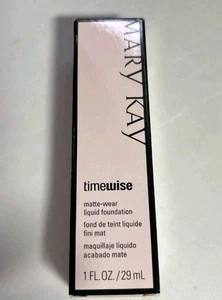 MARY KAY
timewise
matte-wear
liquid foundation
fond de teint liquide
fini mat
maquillaje líquido
acabado mate
1 FL. OZ./29 mL